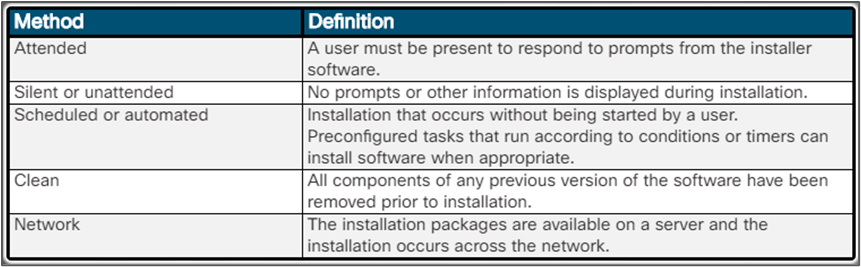 Method Definition
Attended A user must be present to respond to prompts from the installer
software.
Silent or unattended No prompts or other information is displayed during installation.
Scheduled or automated Installation that occurs without being started by a user.
Preconfigured tasks that run according to conditions or timers can
install software when appropriate.
Clean All components of any previous version of the software have been
removed prior to installation.
Network The installation packages are available on a server and the
installation occurs across the network.